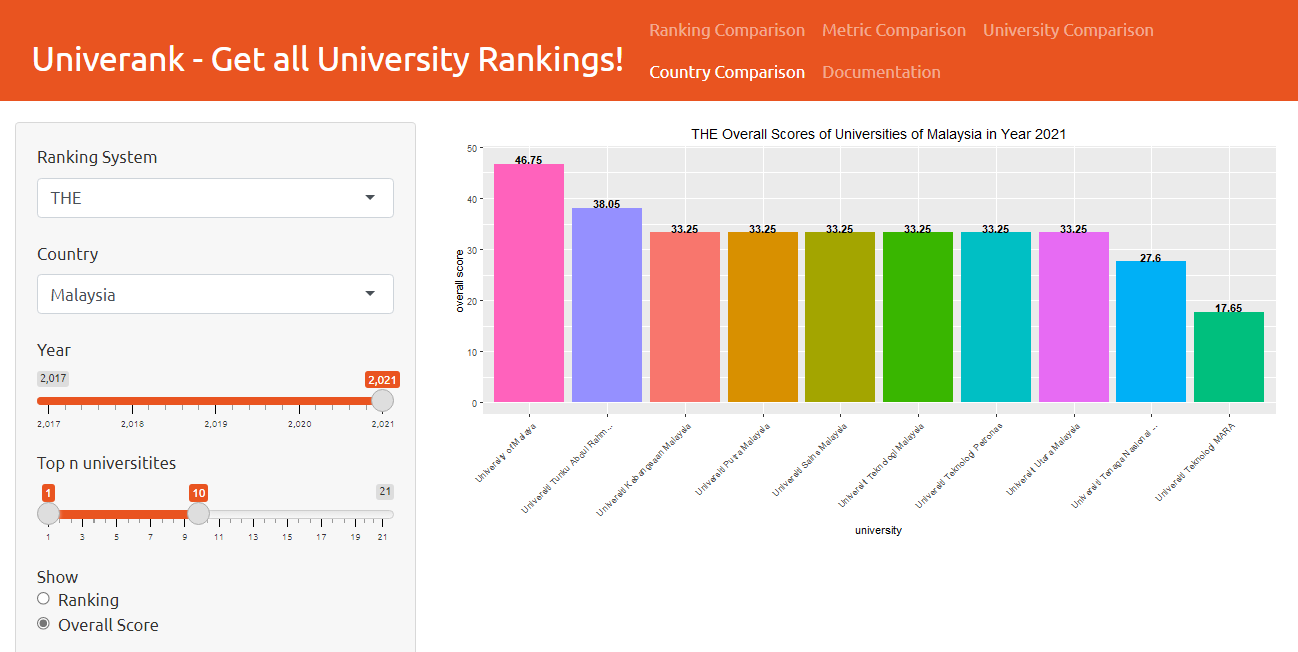 Univerank - Get all University Rankings!
Ranking Comparison Metric Comparison University Comparison
Country Comparison Documentation
Ranking System
THE
Country
Malaysia
Year
2,017 2,021
2,017 2,018 2,019 2,020 2,021
Top n universitites
1 10 21
1 3 5 7 9 11 13 15 17 19 21
Show
Ranking
Overall Score
THE Overall Scores of Universities of Malaysia in Year 2021
overall score
50
40
30
20
10
0
46.75
38.05
33.25
33.25
33.25
33.25
33.25
33.25
27.6
17.65
University of Malaya
Universiti Tunku Abdul Rahm...
Universiti Kebangsaan Malaysia
Universiti Putra Malaysia
Universiti Sains Malaysia
Universiti Teknologi Malaysia
Universiti Teknologi Petronas
Universiti Utara Malaysia
Universiti Tenaga Nasional ...
Universiti Teknologi MARA
university